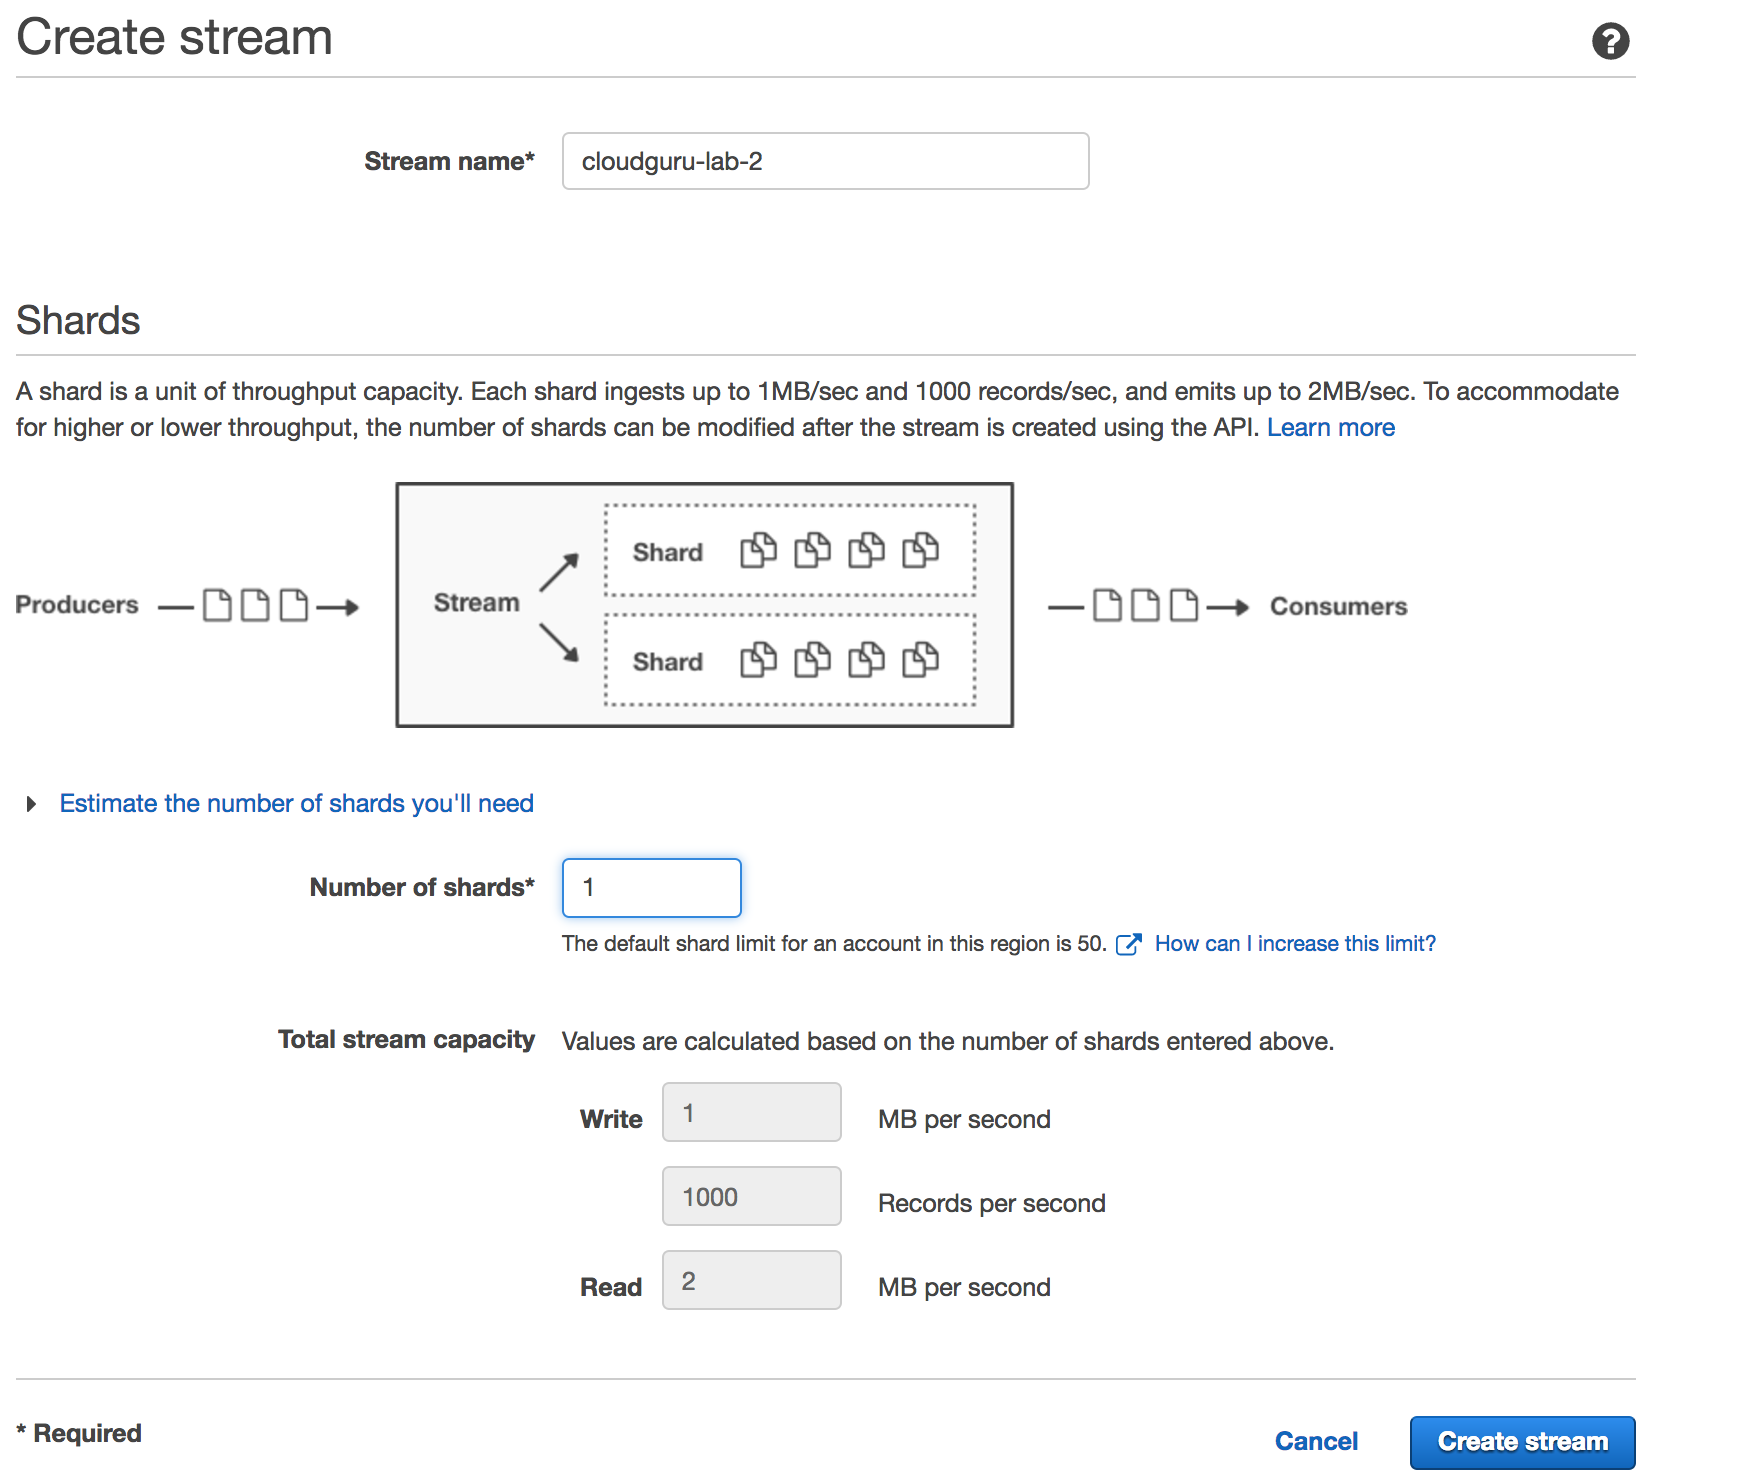 Create stream
Stream name* cloudguru-lab-2
Shards
A shard is a unit of throughput capacity. Each shard ingests up to 1MB/sec and 1000 records/sec, and emits up to 2MB/sec. To accommodate
for higher or lower throughput, the number of shards can be modified after the stream is created using the API. Learn more
Shard
Producers Stream Consumers
Shard
Estimate the number of shards you'll need
Number of shards* 1
The default shard limit for an account in this region is 50. How can I increase this limit?
Total stream capacity Values are calculated based on the number of shards entered above.
Write 1 MB per second
1000 Records per second
Read 2 MB per second
* Required
Cancel Create stream